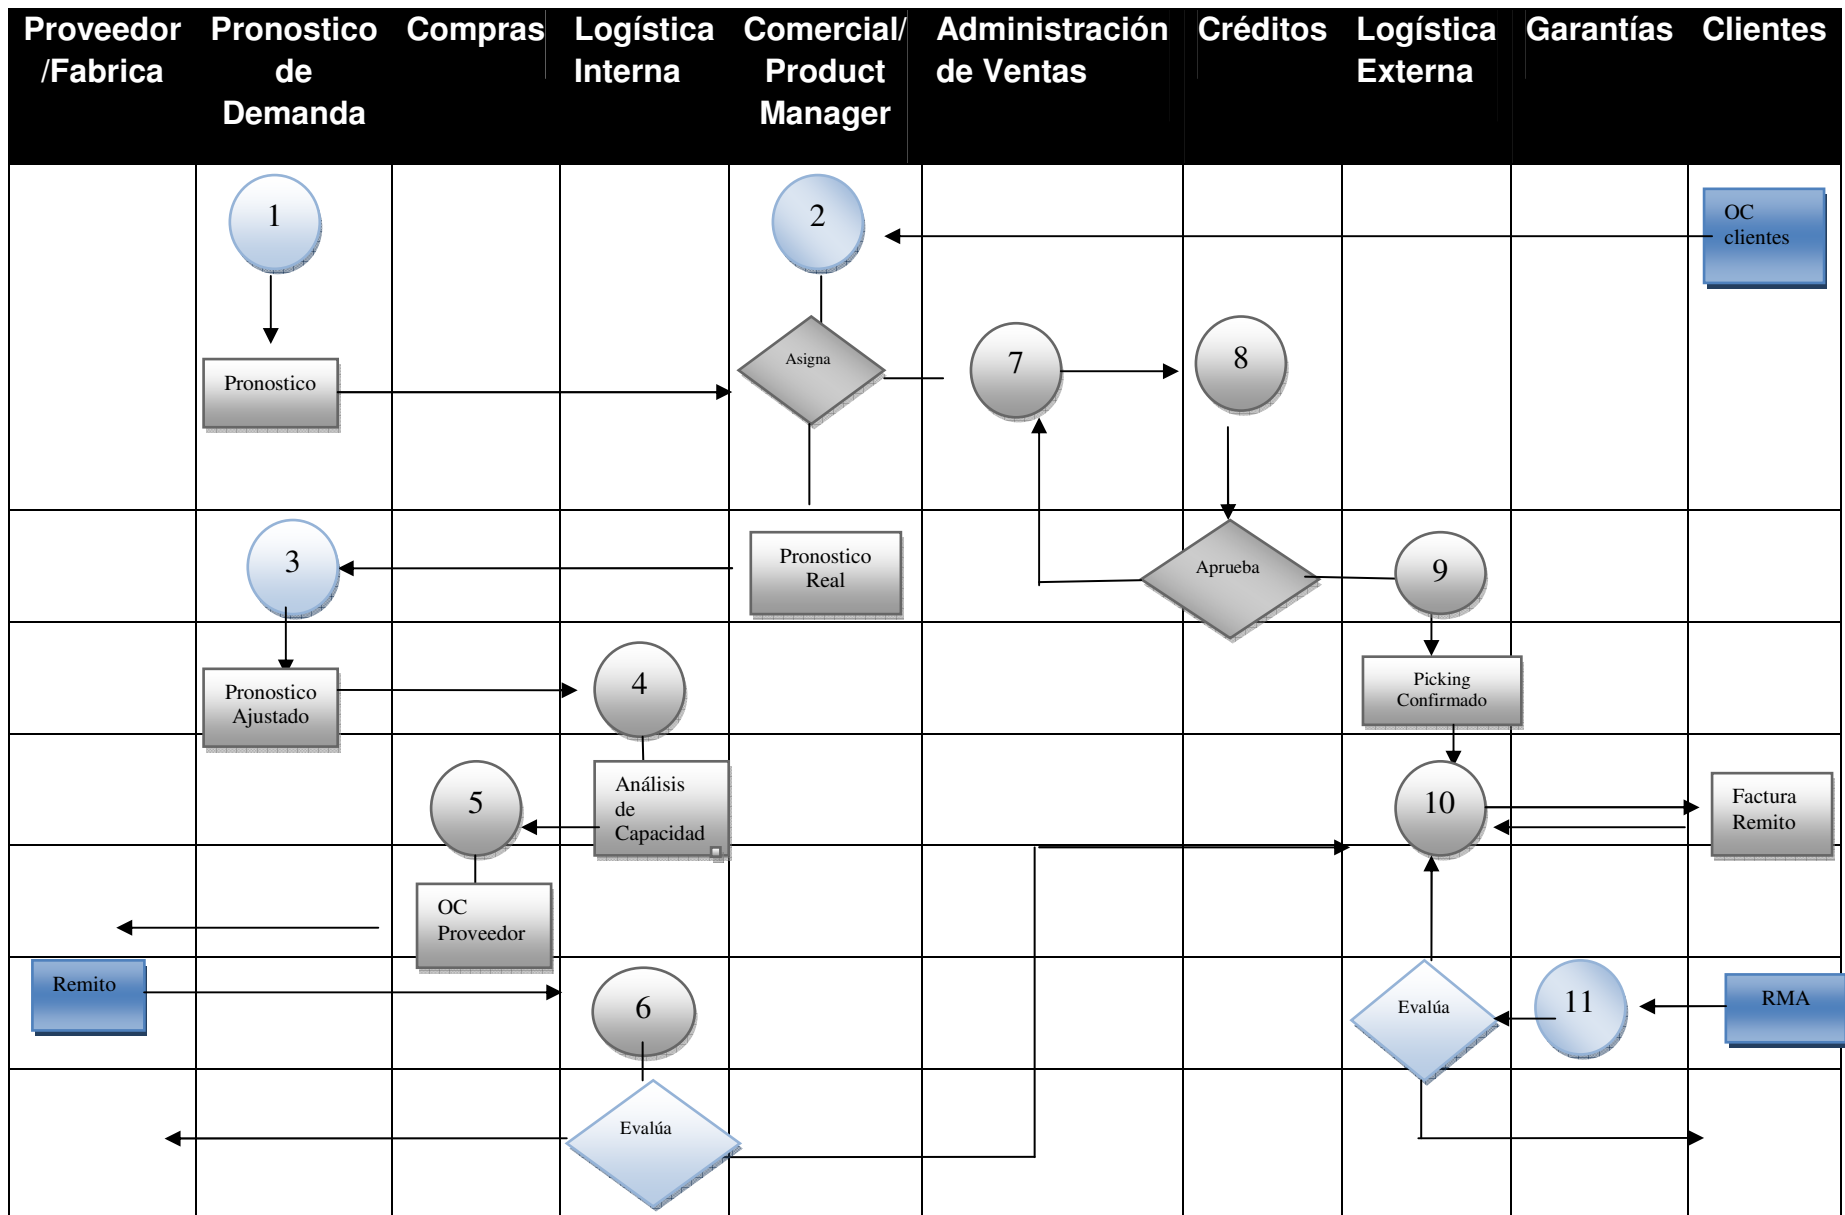 Proveedor
/Fabrica
Pronostico
de
Demanda
Compras
Logística
Interna
Comercial/
Product
Manager
Administración
de Ventas
Créditos
Logística
Externa
Garantías
Clientes
1
2
OC
clientes
Pronostico
Asigna
7
8
3
Pronostico
Real
Aprueba
9
Pronostico
Ajustado
4
Picking
Confirmado
5
Análisis
de
Capacidad
10
Factura
Remito
OC
Proveedor
Remito
6
Evalúa
11
RMA
Evalúa